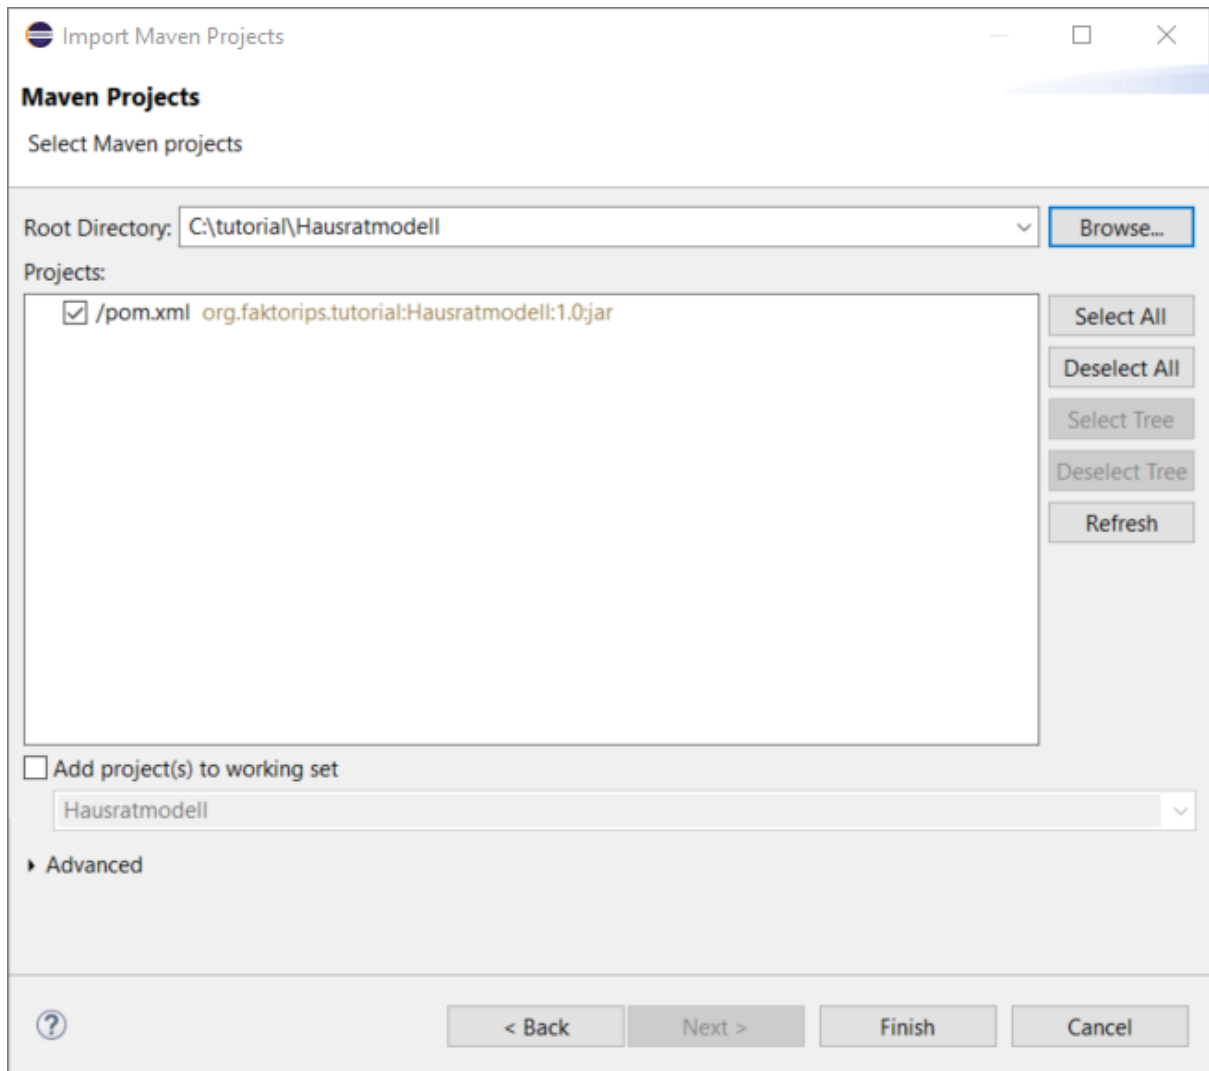 Import Maven Projects
Maven Projects
Select Maven projects
Root Directory: C:\tutorial\Hausratmodell Browse...
Projects:
/pom.xml org.faktorips.tutorial:Hausratmodell:1.0:jar
Select All
Deselect All
Select Tree
Deselect Tree
Refresh
Add project(s) to working set
Hausratmodell
Advanced
? < Back Next > Finish Cancel